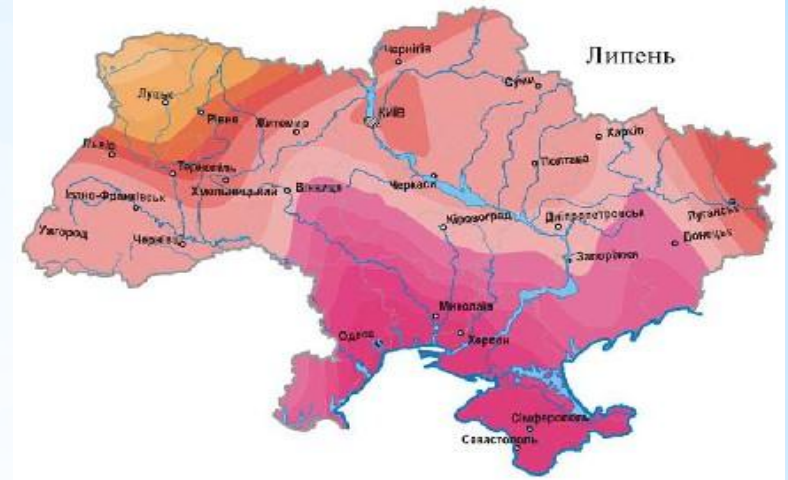 Липень
Чернігів
Суми
Луцьк
Рівне
Житомир
КИЇВ
Харків
Львів
Тернопіль
Полтава
Хмельницький
Вінниця
Черкаси
Івано-Франківськ
Луганськ
Кіровоград
Дніпропетровськ
Ужгород
Чернівці
Донецьк
Запоріжжя
Миколаїв
Одеса
Херсон
Сімферополь
Севастополь